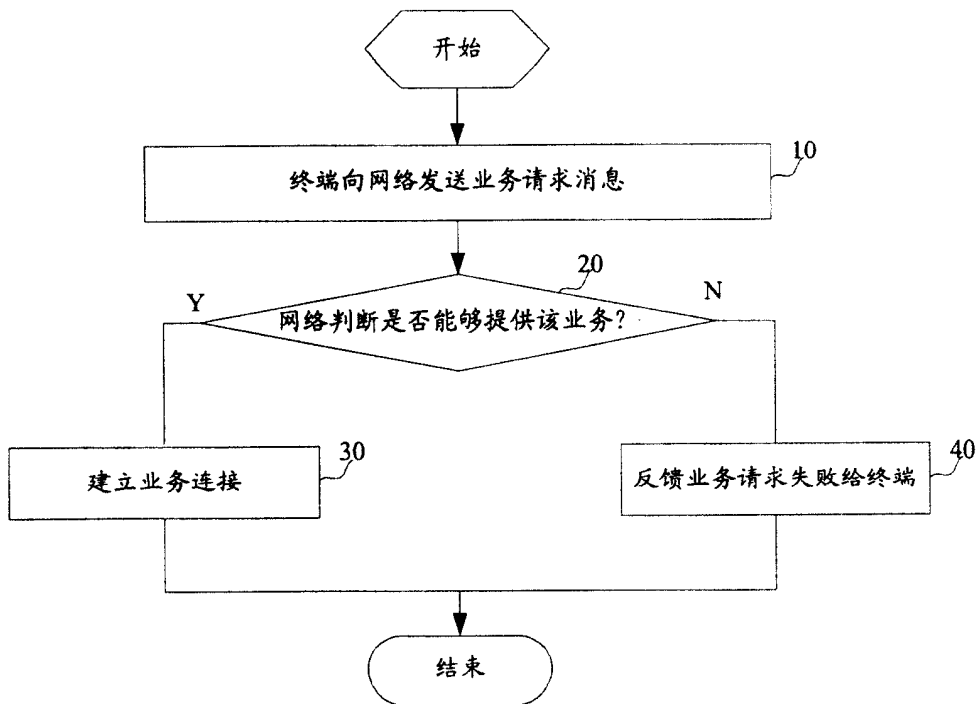 开始
终端向网络发送业务请求消息
10
20
Y
N
网络判断是否能够提供该业务?
建立业务连接
30
反馈业务请求失败给终端
40
结束